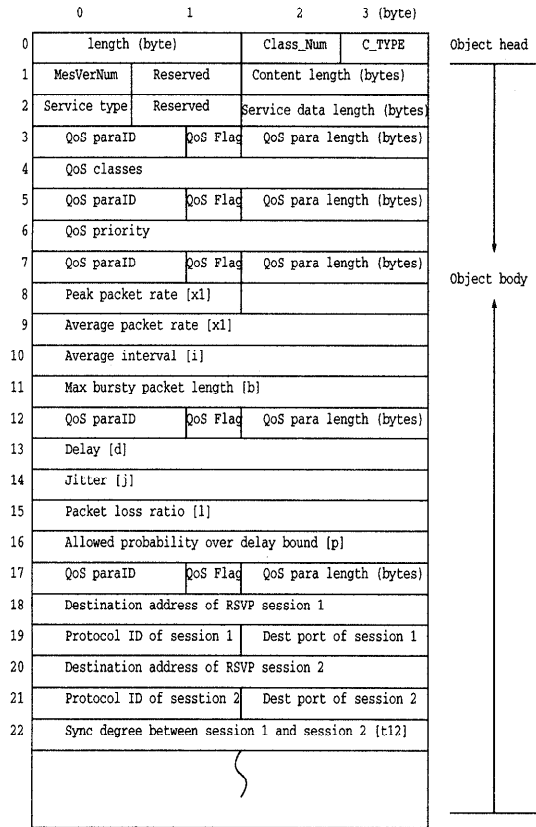 0 1 2 3 (byte)
0 length (byte) Class_Num C_TYPE Object head
1 MesVerNum Reserved Content length (bytes)
2 Service type Reserved Service data length (bytes)
3 QoS paraID QoS Flag QoS para length (bytes)
4 QoS classes
5 QoS paraID QoS Flag QoS para length (bytes)
6 QoS priority
7 QoS paraID QoS Flag QoS para length (bytes)
Object body
8 Peak packet rate [x1]
9 Average packet rate [x1]
10 Average interval [i]
11 Max bursty packet length [b]
12 QoS paraID QoS Flag QoS para length (bytes)
13 Delay [d]
14 Jitter [j]
15 Packet loss ratio [l]
16 Allowed probability over delay bound [p]
17 QoS paraID QoS Flag QoS para length (bytes)
18 Destination address of RSVP session 1
19 Protocol ID of session 1 Dest port of session 1
20 Destination address of RSVP session 2
21 Protocol ID of sesstion 2 Dest port of session 2
22 Sync degree between session 1 and session 2 [t12]